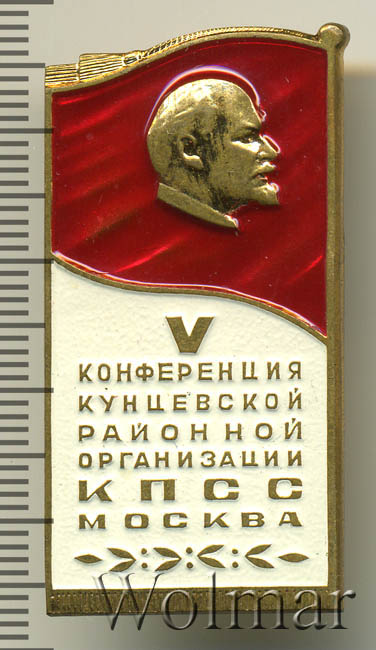 V
КОНФЕРЕНЦИЯ
КУНЦЕВСКОЙ
РАЙОННОЙ
ОРГАНИЗАЦИИ
КПСС
МОСКВА
Wolmar